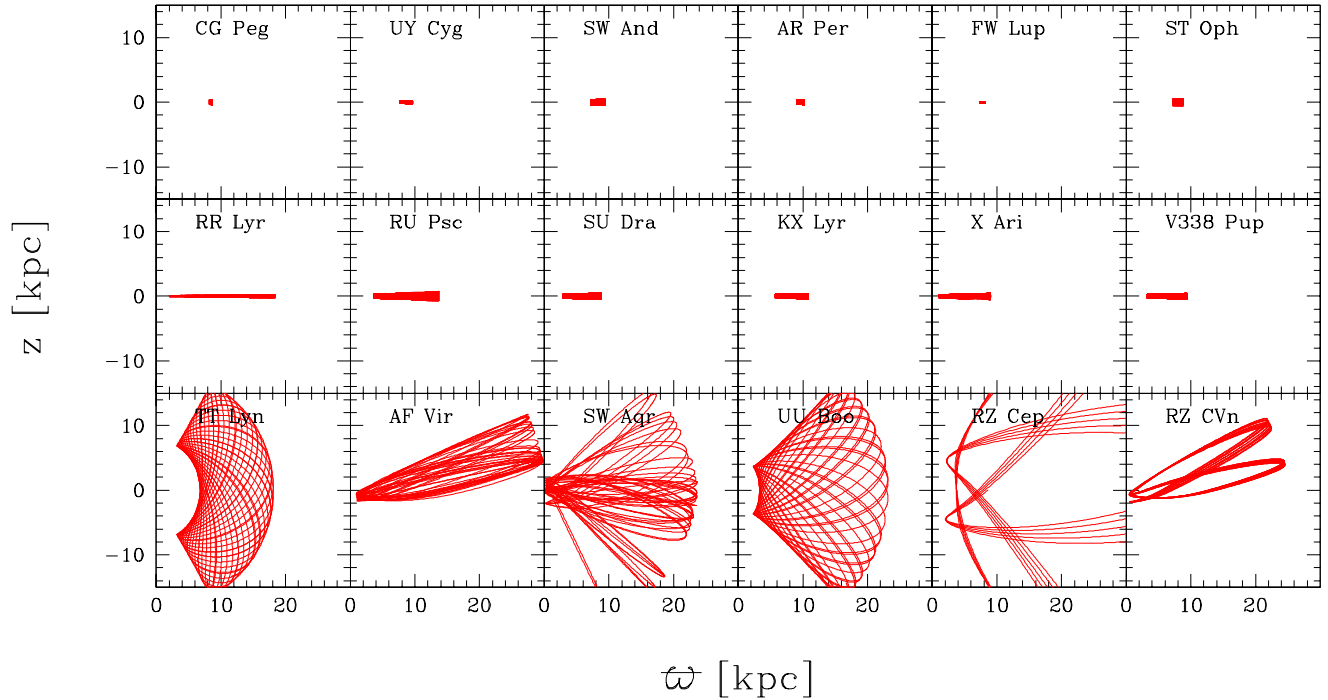 CG Peg UY Cyg SW And AR Per FW Lup ST Oph
10
0
−10
RR Lyr RU Psc SU Dra KX Lyr X Ari V338 Pup
10
0
−10
z [kpc]
TT Lyn AF Vir SW Aqr UU Boo RZ Cep RZ CVn
10
0
−10
0 10 20 0 10 20 0 10 20 0 10 20 0 10 20 0 10 20
ϖ [kpc]